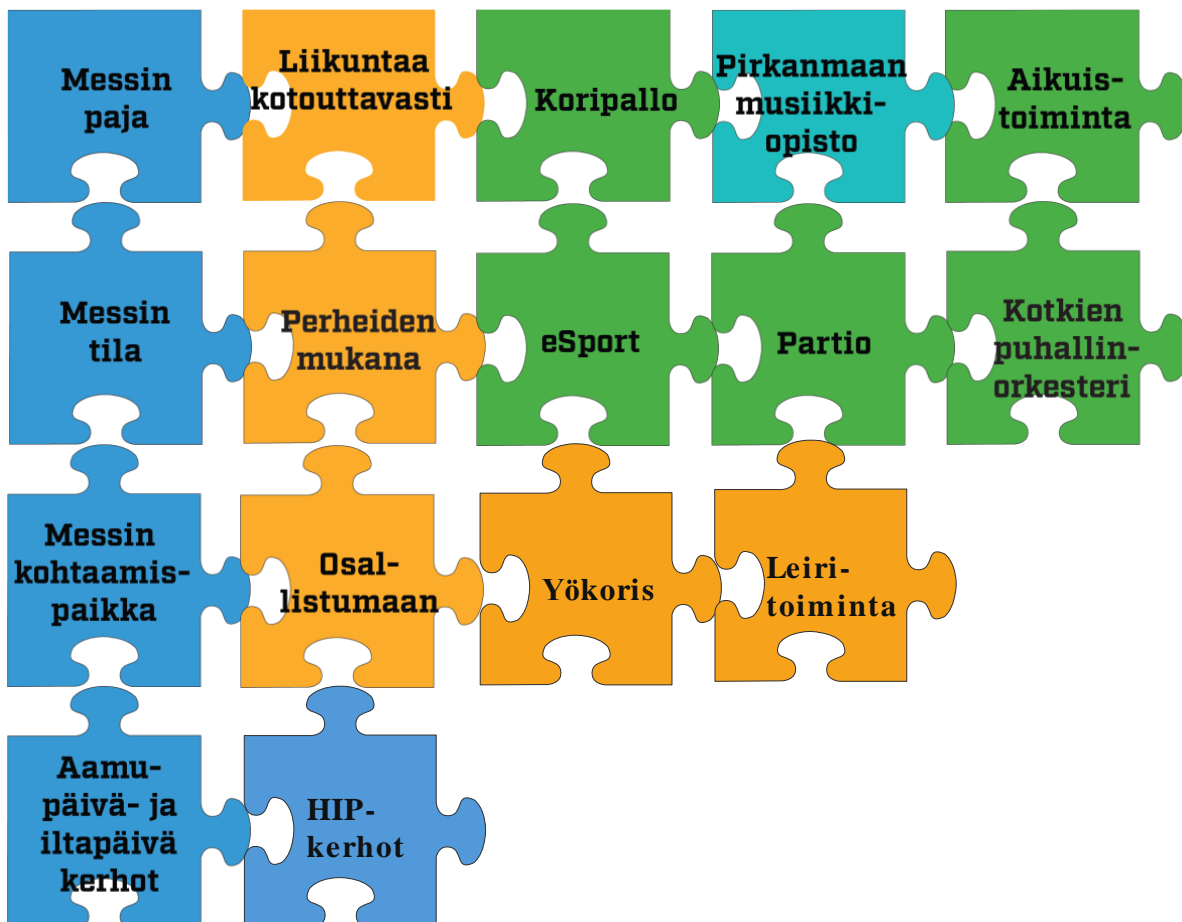 Messin
paja
Liikuntaa
kotouttavasti
Koripallo
Pirkanmaan
musiikki-
opisto
Aikuis-
toiminta
Messin
tila
Perheiden
mukana
eSport
Partio
Kotkien
puhallin-
orkesteri
Messin
kohtaamis-
paikka
Osal-
listumaan
Yökoris
Leiri-
toiminta
Aamu-
päivä- ja
iltapäivä
kerhot
HIP-
kerhot